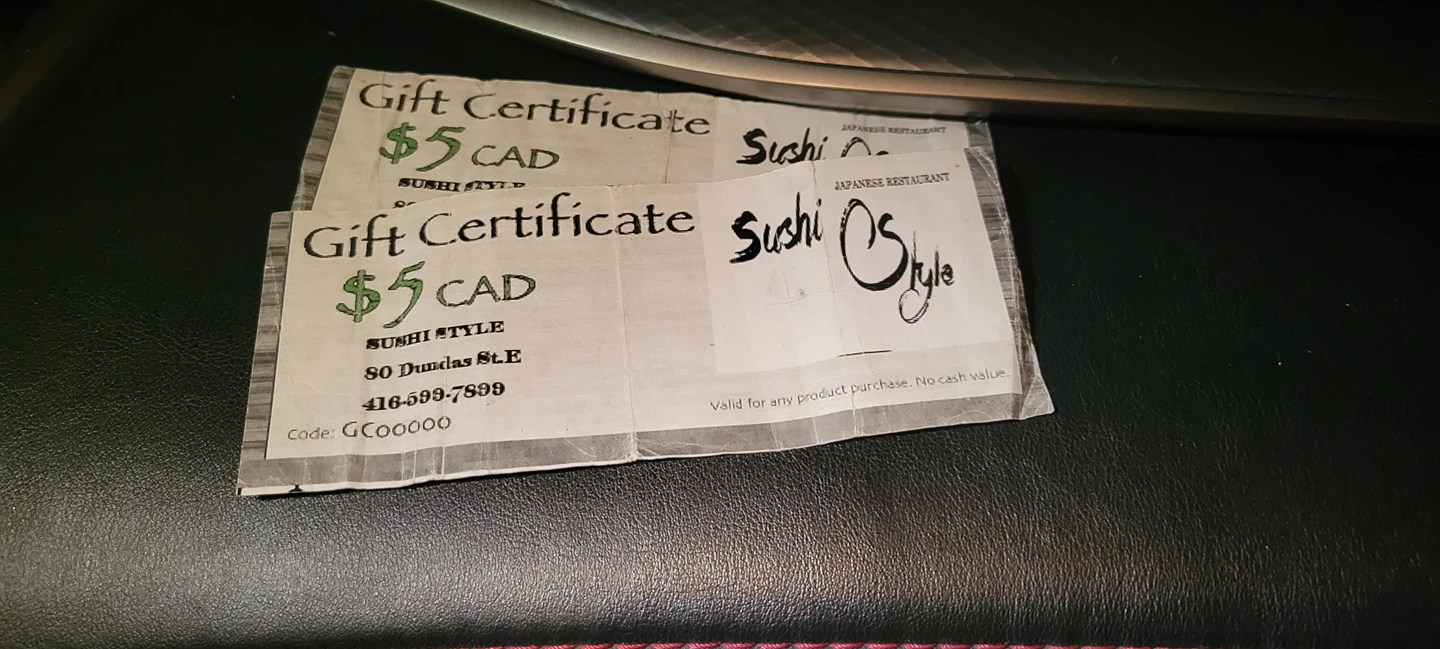 Gift Certificate
$5 CAD
SUSHI STYLE
JAPANESE RESTAURANT
Sushi
Gift Certificate
$5 CAD
SUSHI STYLE
80 Dundas St.E
416-599-7899
Code: GC00000
JAPANESE RESTAURANT
Sushi Style
Valid for any product purchase. No cash value.